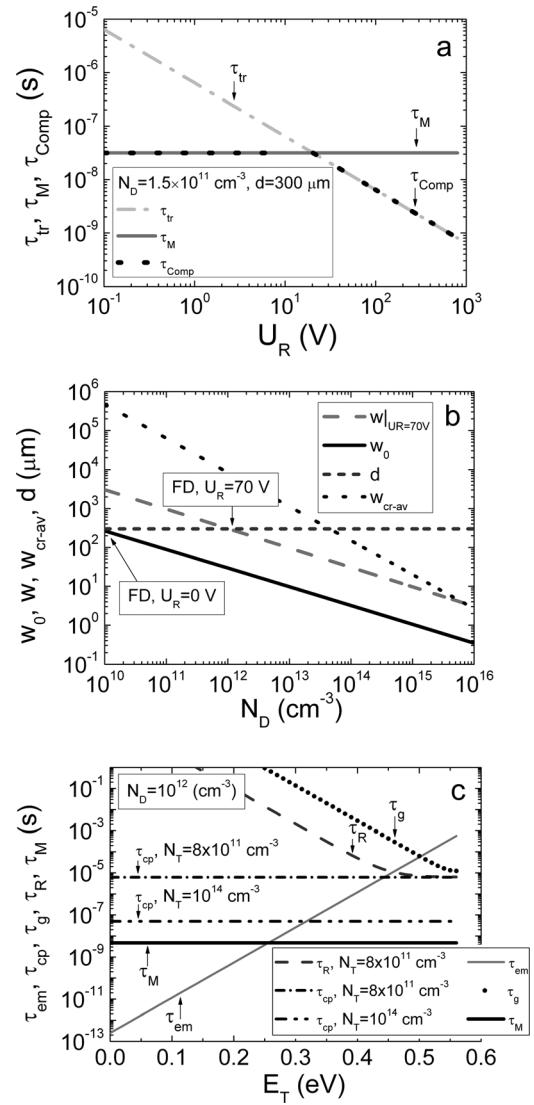 a
τ_tr, τ_M, τ_Comp (s)
10^-5
10^-6
10^-7
10^-8
10^-9
10^-10
τ_tr
τ_M
τ_Comp
N_D=1.5×10^11 cm^-3, d=300 μm
τ_tr
τ_M
τ_Comp
10^-1 10^0 10^1 10^2 10^3
U_R (V)
b
w_0, w, w_cr-av, d (μm)
10^6
10^5
10^4
10^3
10^2
10^1
10^0
10^-1
w|_UR=70V
w_0
d
w_cr-av
FD, U_R=70 V
FD, U_R=0 V
10^10 10^11 10^12 10^13 10^14 10^15 10^16
N_D (cm^-3)
c
τ_em, τ_cp, τ_g, τ_R, τ_M (s)
10^-1
10^-3
10^-5
10^-7
10^-9
10^-11
10^-13
N_D=10^12 (cm^-3)
τ_g
τ_R
τ_cp, N_T=8x10^11 cm^-3
τ_cp, N_T=10^14 cm^-3
τ_M
τ_em
τ_R, N_T=8x10^11 cm^-3 τ_em
τ_cp, N_T=8x10^11 cm^-3 τ_g
τ_cp, N_T=10^14 cm^-3 τ_M
0.0 0.1 0.2 0.3 0.4 0.5 0.6
E_T (eV)